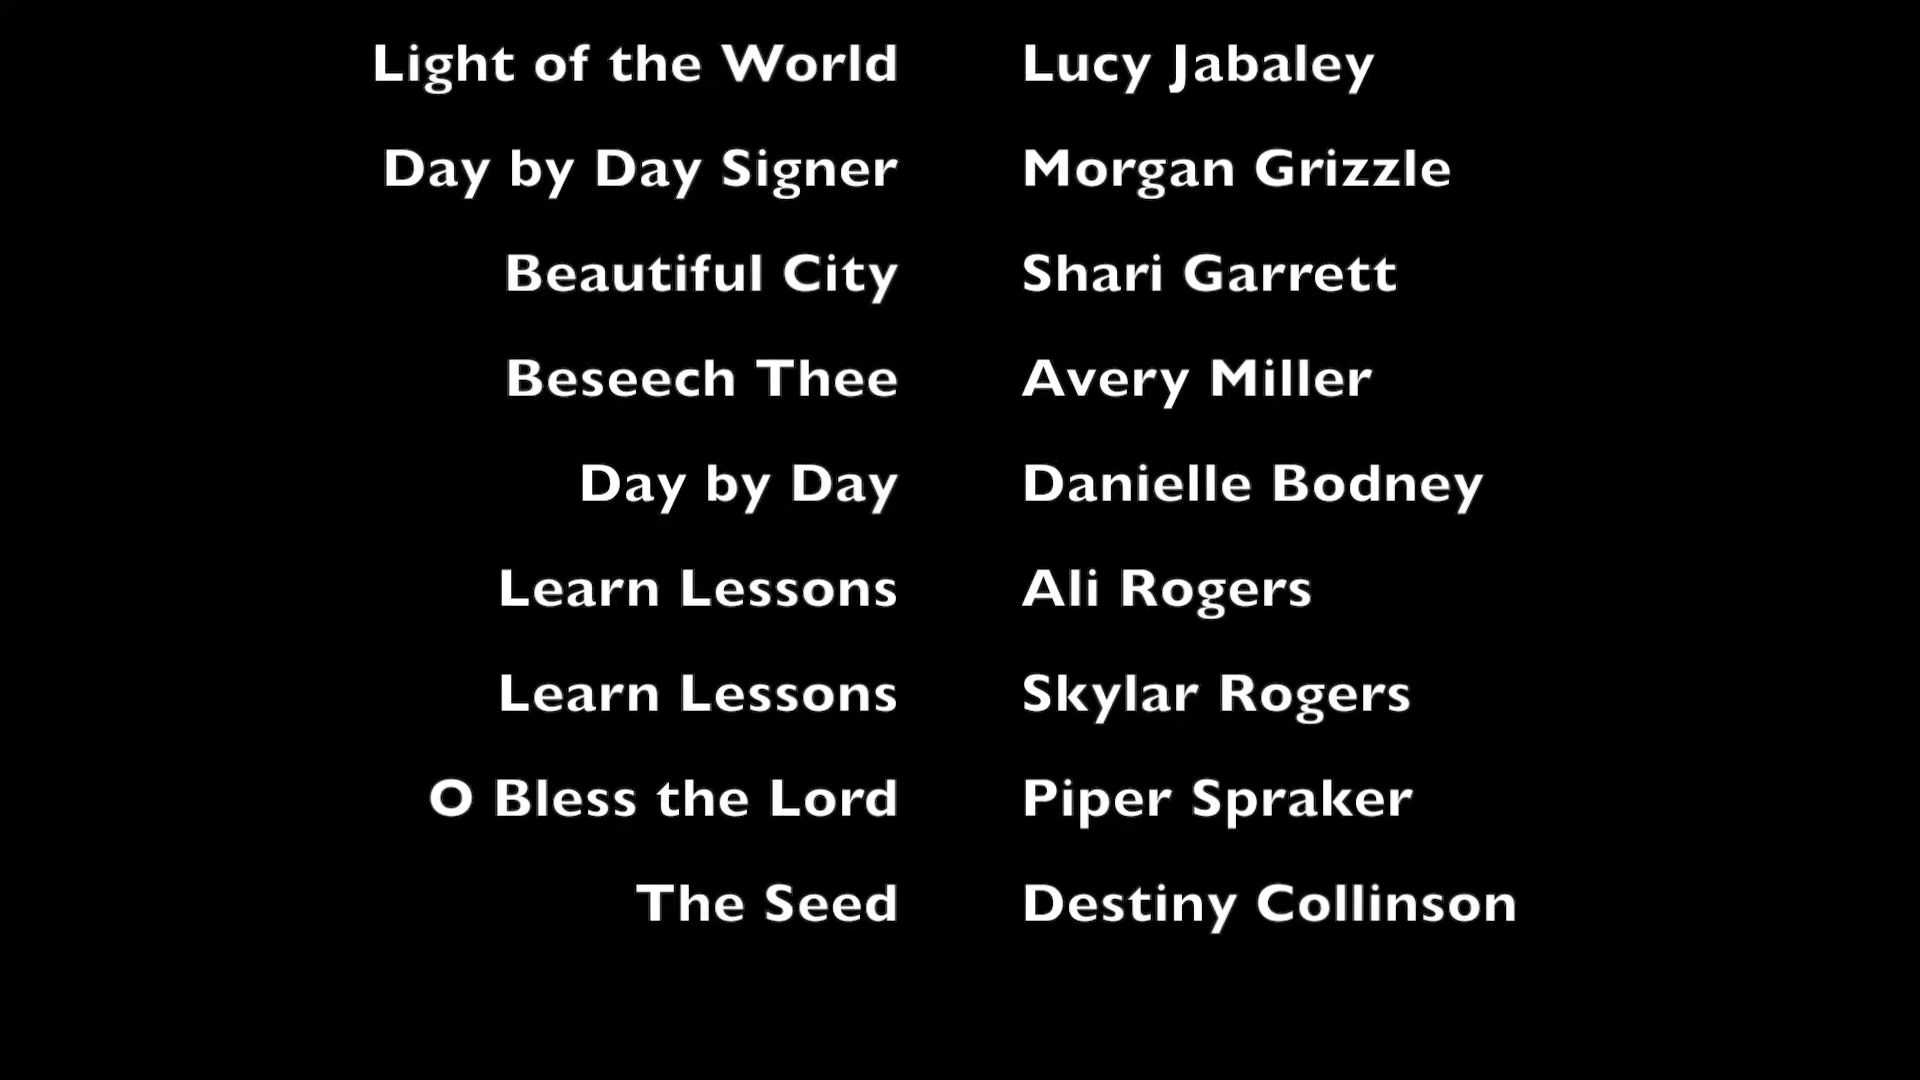 Light of the World Lucy Jabaley
Day by Day Signer Morgan Grizzle
Beautiful City Shari Garrett
Beseech Thee Avery Miller
Day by Day Danielle Bodney
Learn Lessons Ali Rogers
Learn Lessons Skylar Rogers
O Bless the Lord Piper Spraker
The Seed Destiny Collinson